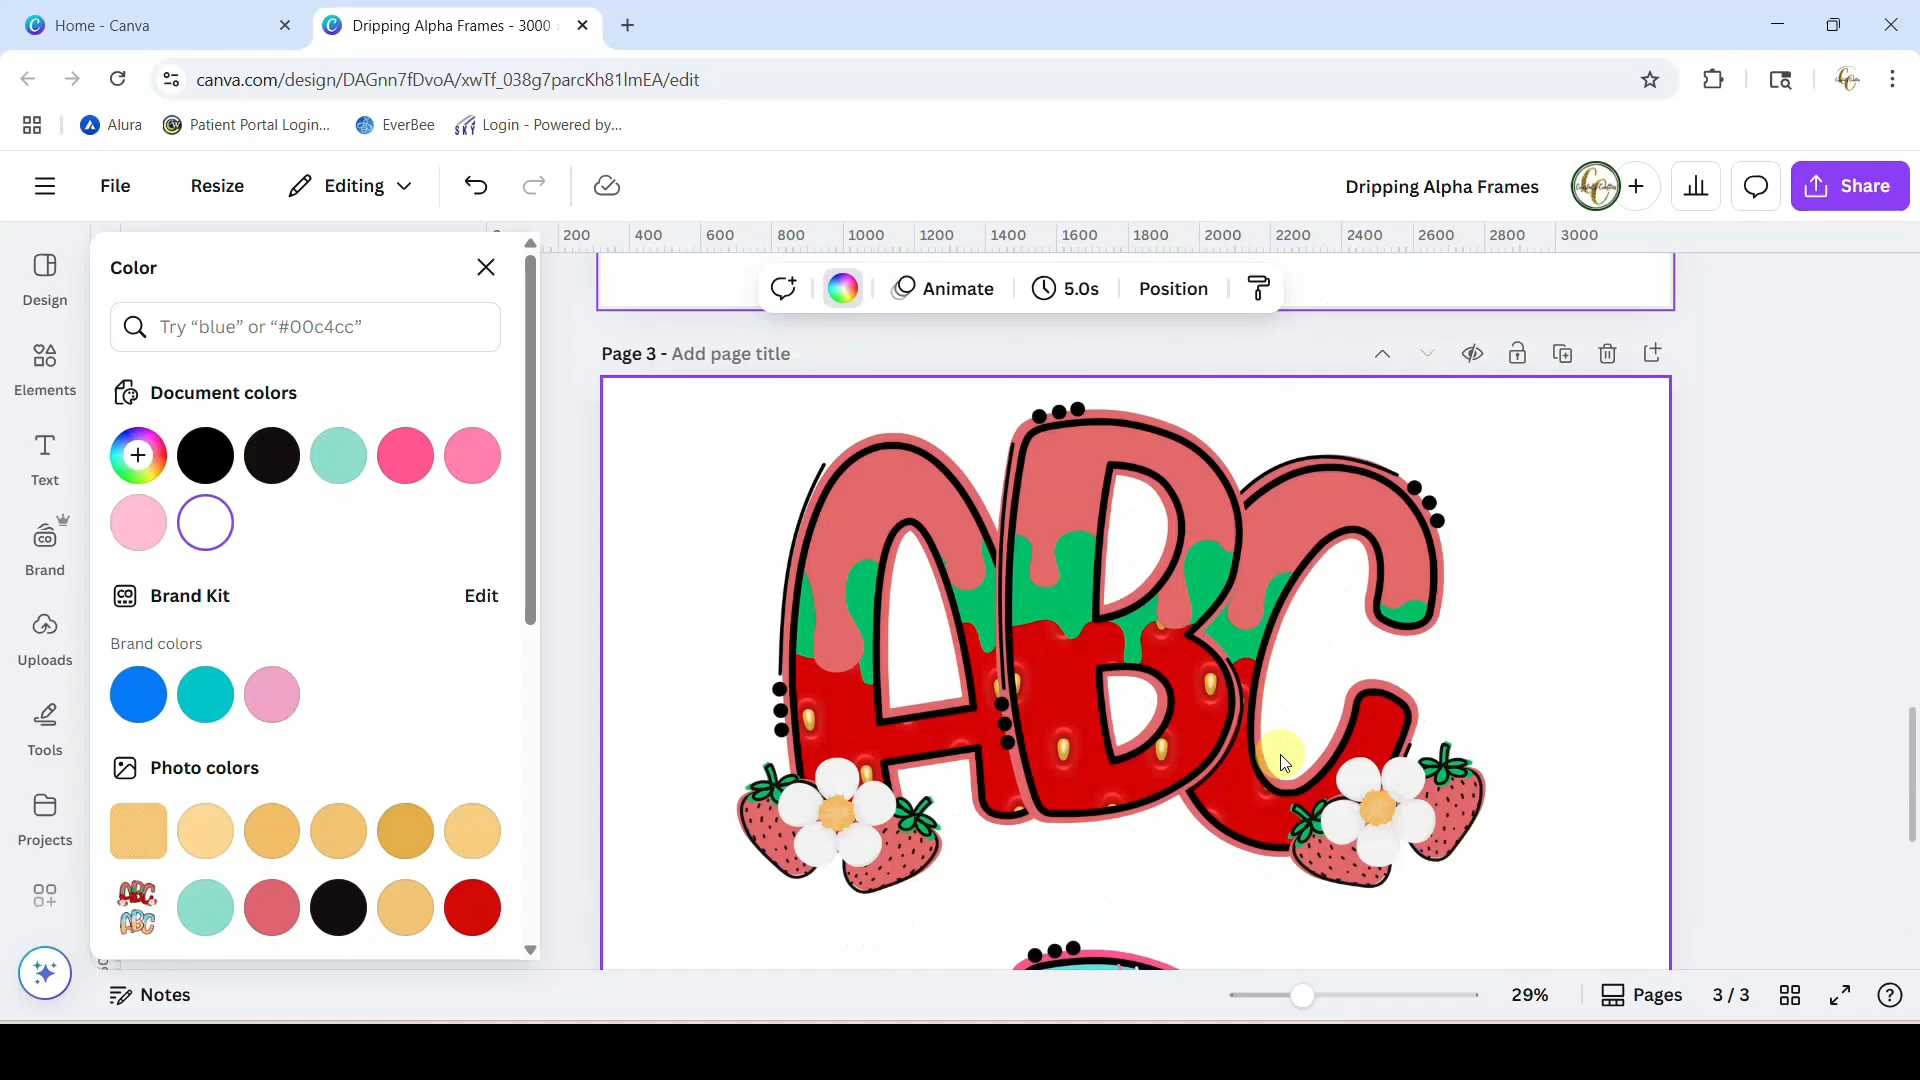 Home - Canva
Dripping Alpha Frames - 3000
canva.com/design/DAGnn7fDvoA/xwTf_038g7parcKh81lmEA/edit
Alura
Patient Portal Login...
EverBee
Login - Powered by...
File
Resize
Editing
Dripping Alpha Frames
Share
200 400 600 800 1000 1200 1400 1600 1800 2000 2200 2400 2600 2800 3000
Design
Elements
Text
Brand
Uploads
Tools
Projects
Color
Try “blue” or “#00c4cc”
Document colors
Brand Kit
Edit
Brand colors
Photo colors
ABC
ABC
Animate
5.0s
Position
Page 3 - Add page title
ABC
Notes
29%
Pages
3 / 3